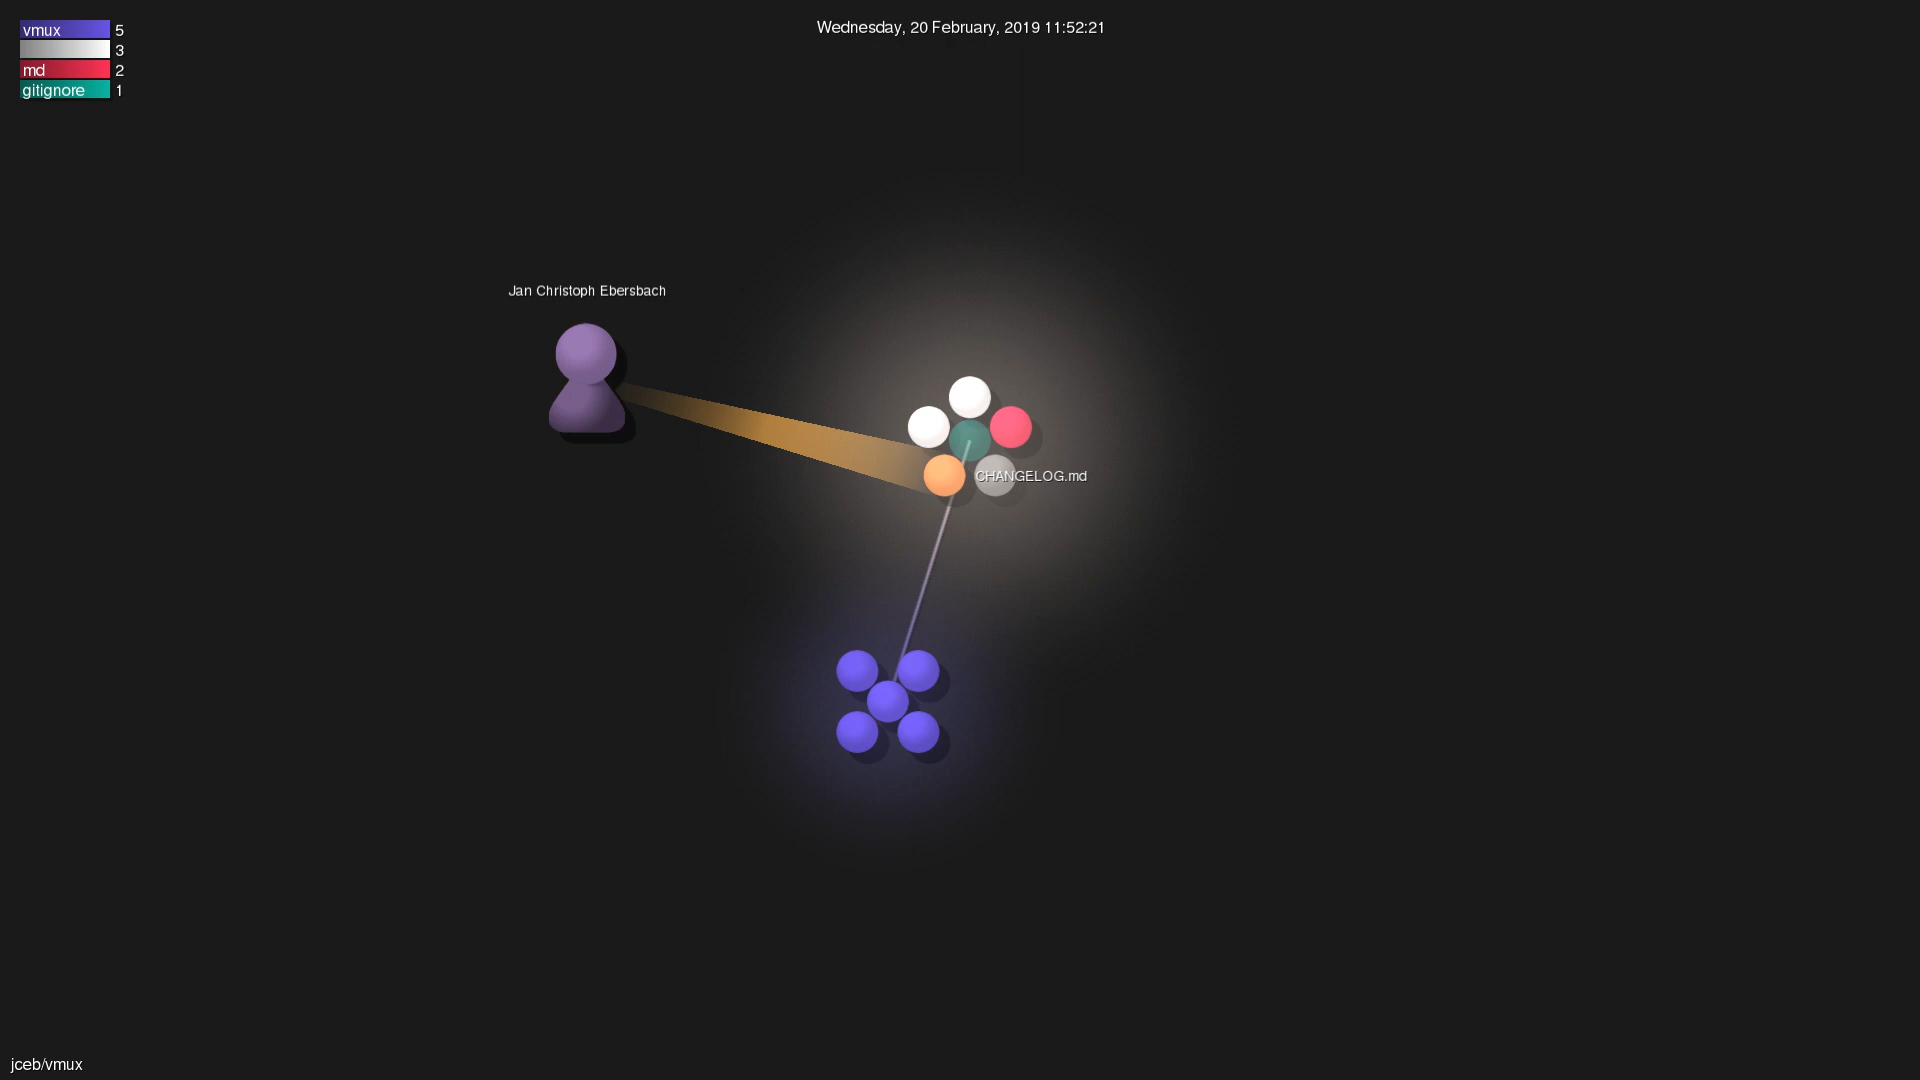 Wednesday, 20 February, 2019 11:52:21
vmux 5
3
md 2
gitignore 1
Jan Christoph Ebersbach
CHANGELOG.md
jceb/vmux